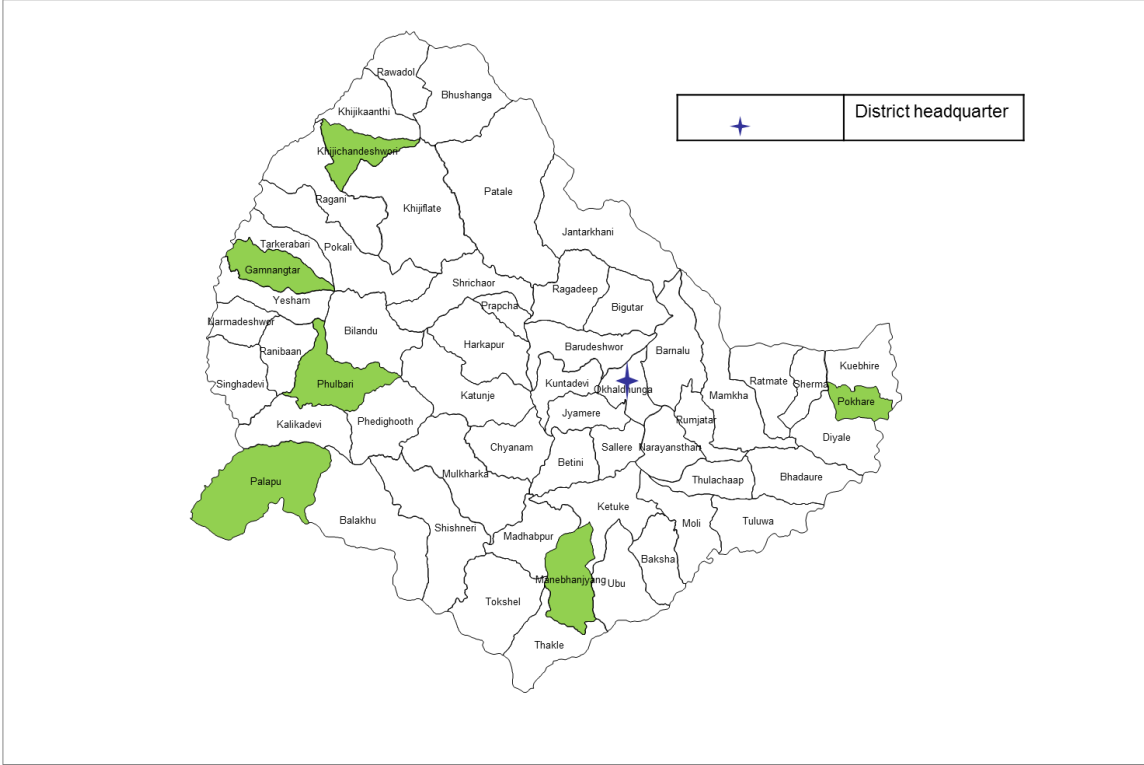 Rawadol
Bhushanga
District headquarter
Khijikaanthi
Khijichandeshwori
Patale
Ragani
Khijiflate
Jantarkhani
Tarkerabari
Pokali
Gamnangtar
Shrichaor
Ragadeep
Yesham
Prapcha
Bigutar
Narmadeshwor
Bilandu
Harkapur
Barudeshwor
Barnalu
Ranibaan
Kuebhire
Singhadevi
Phulbari
Kuntadevi
Okhaldhunga
Ratmate
Sherma
Katunje
Mamkha
Pokhare
Jyamere
Kalikadevi
Phedighooth
Rumjatar
Diyale
Chyanam
Sallere
Narayansthan
Betini
Mulkharka
Thulachaap
Bhadaure
Palapu
Ketuke
Balakhu
Shishneri
Moli
Tuluwa
Madhabpur
Baksha
Manebhanjyang
Ubu
Tokshel
Thakle